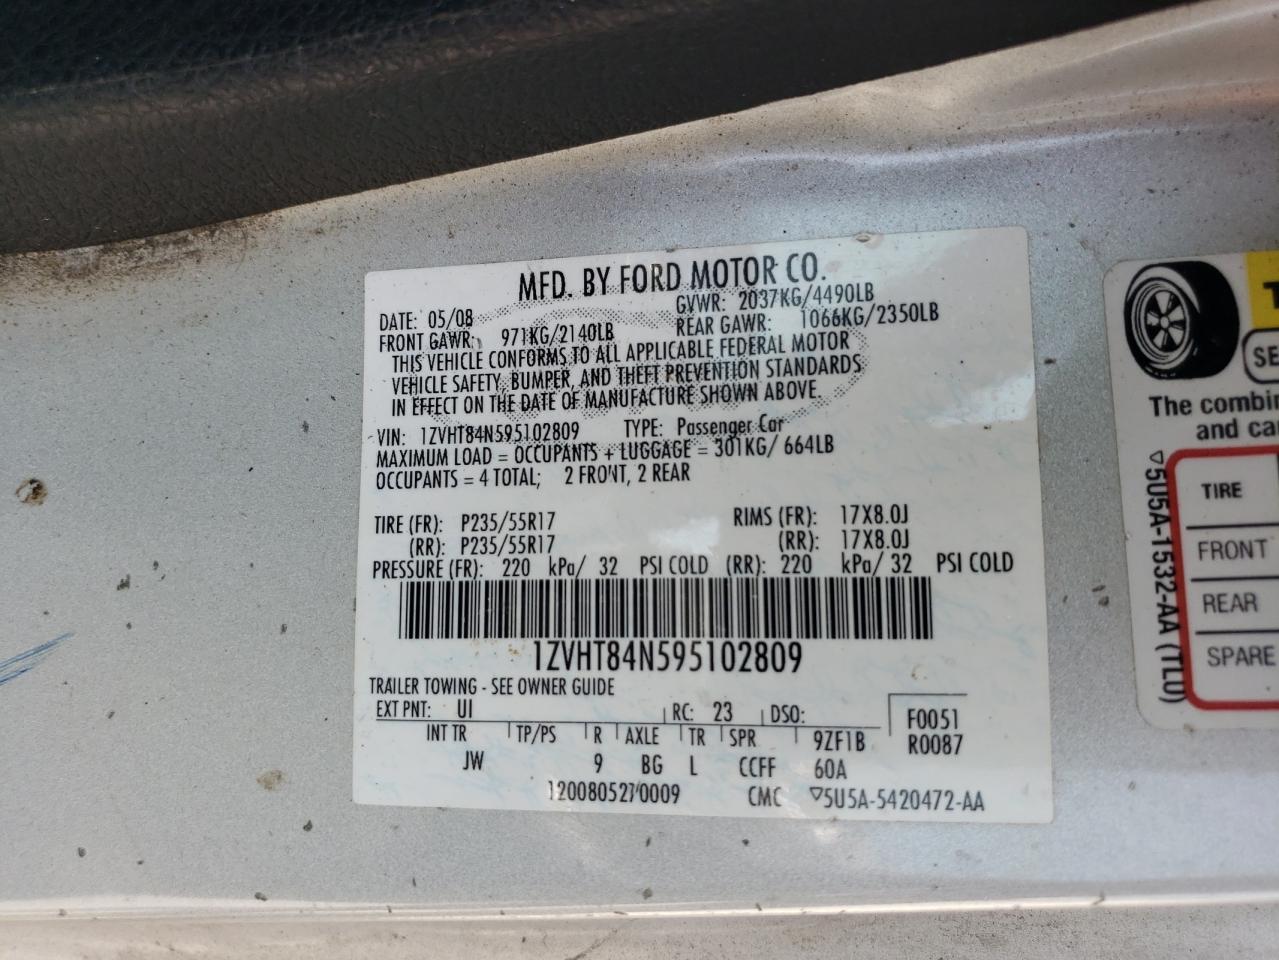 MFD. BY FORD MOTOR CO.
DATE: 05/08 GVWR: 2037KG/4490LB
FRONT GAWR: 971KG/2140LB REAR GAWR: 1066KG/2350LB
THIS VEHICLE CONFORMS TO ALL APPLICABLE FEDERAL MOTOR
VEHICLE SAFETY, BUMPER, AND THEFT PREVENTION STANDARDS
IN EFFECT ON THE DATE OF MANUFACTURE SHOWN ABOVE.
VIN: 1ZVHT84N595102809 TYPE: Passenger Car
MAXIMUM LOAD = OCCUPANTS + LUGGAGE = 301KG/ 664LB
OCCUPANTS = 4 TOTAL; 2 FRONT, 2 REAR
TIRE (FR): P235/55R17 RIMS (FR): 17X8.0J
(RR): P235/55R17 (RR): 17X8.0J
PRESSURE (FR): 220 kPa/ 32 PSI COLD (RR): 220 kPa/ 32 PSI COLD
1ZVHT84N595102809
TRAILER TOWING - SEE OWNER GUIDE
EXT PNT: UI RC: 23 DSO: F0051
INT TR TP/PS R AXLE TR SPR 9ZF1B R0087
JW 9 BG L CCFF 60A
1200805270009 CMC ▽5U5A-5420472-AA
T
SE
The combin
and ca
▽5U5A-1532-AA (TL0)
TIRE
FRONT
REAR
SPARE